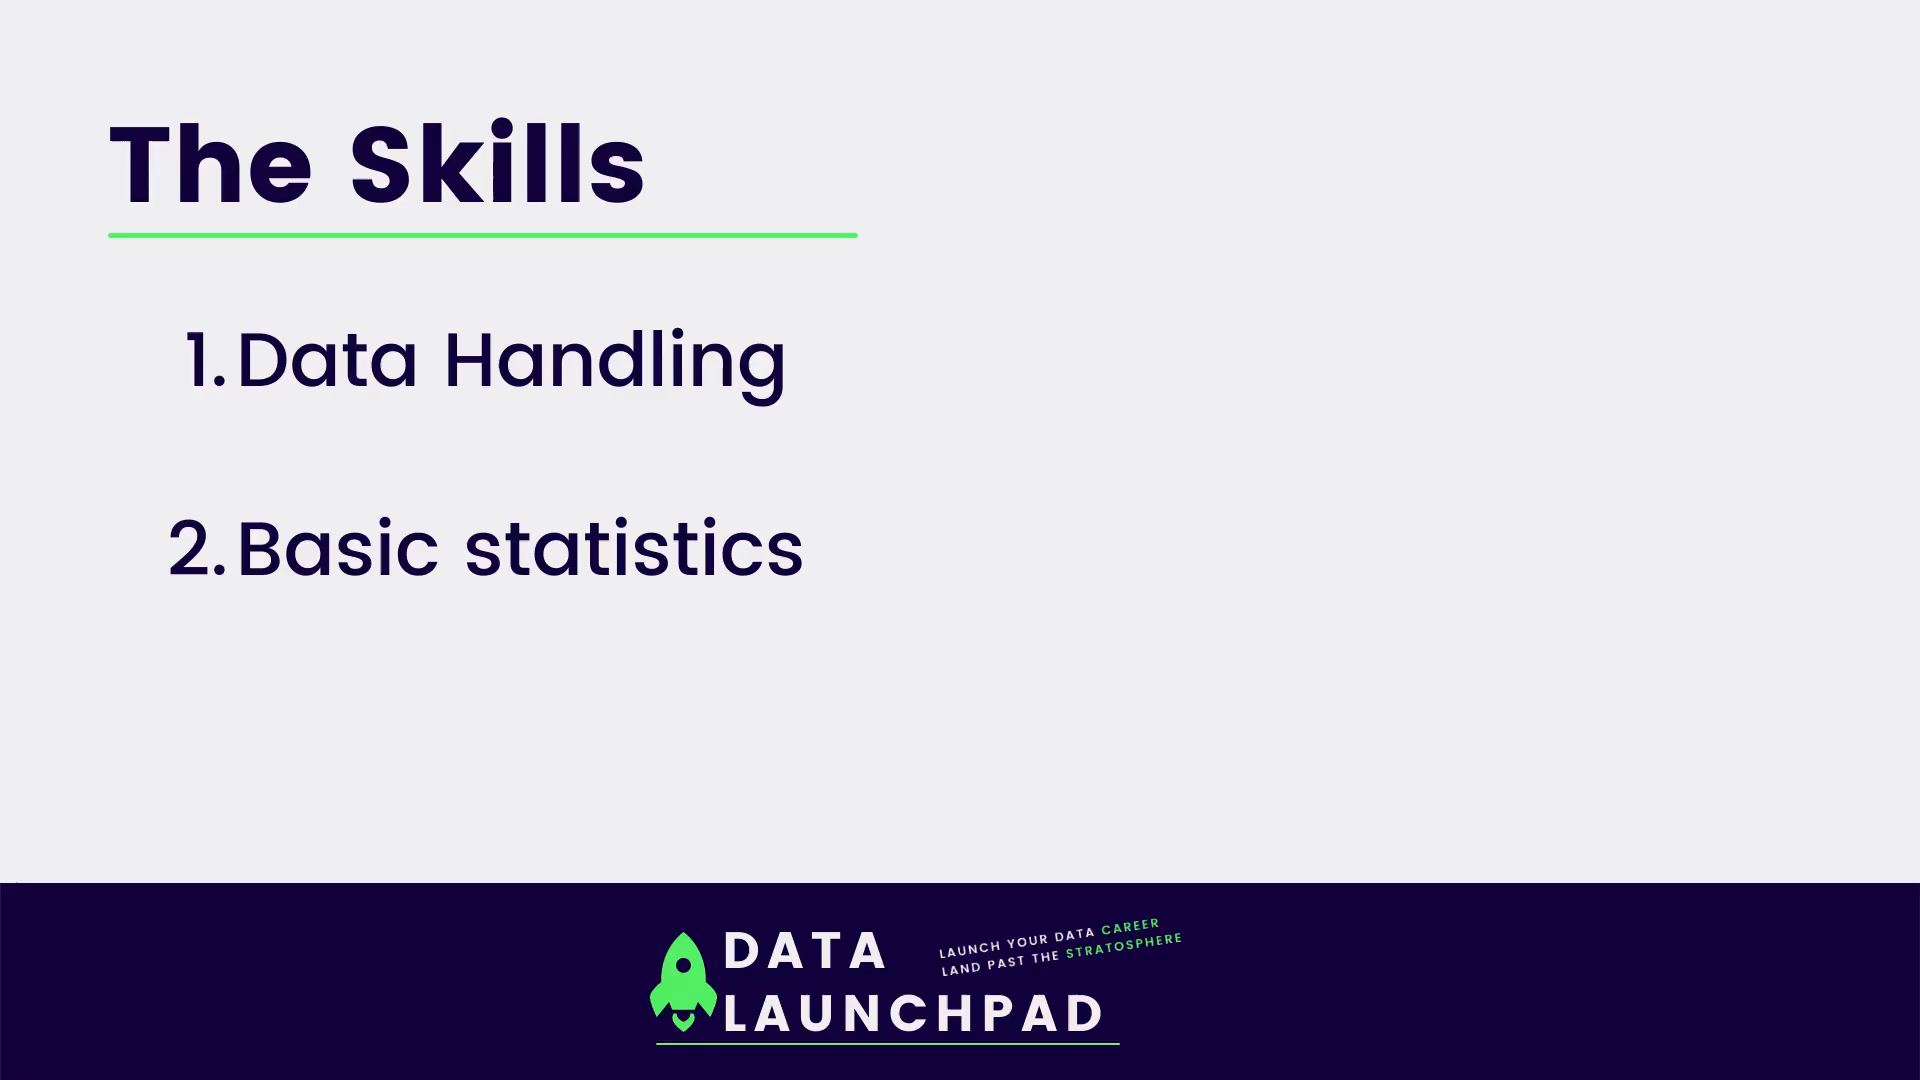 The Skills
1. Data Handling
2. Basic statistics
DATA
LAUNCHPAD
LAUNCH YOUR DATA CAREER
LAND PAST THE STRATOSPHERE